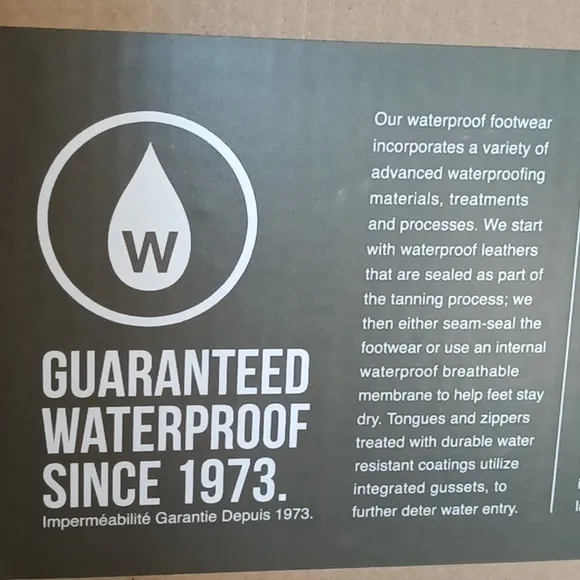 W
GUARANTEED
WATERPROOF
SINCE 1973.
Imperméabilité Garantie Depuis 1973.
Our waterproof footwear
incorporates a variety of
advanced waterproofing
materials, treatments
and processes. We start
with waterproof leathers
that are sealed as part of
the tanning process; we
then either seam-seal the
footwear or use an internal
waterproof breathable
membrane to help feet stay
dry. Tongues and zippers
treated with durable water
resistant coatings utilize
integrated gussets, to
further deter water entry.